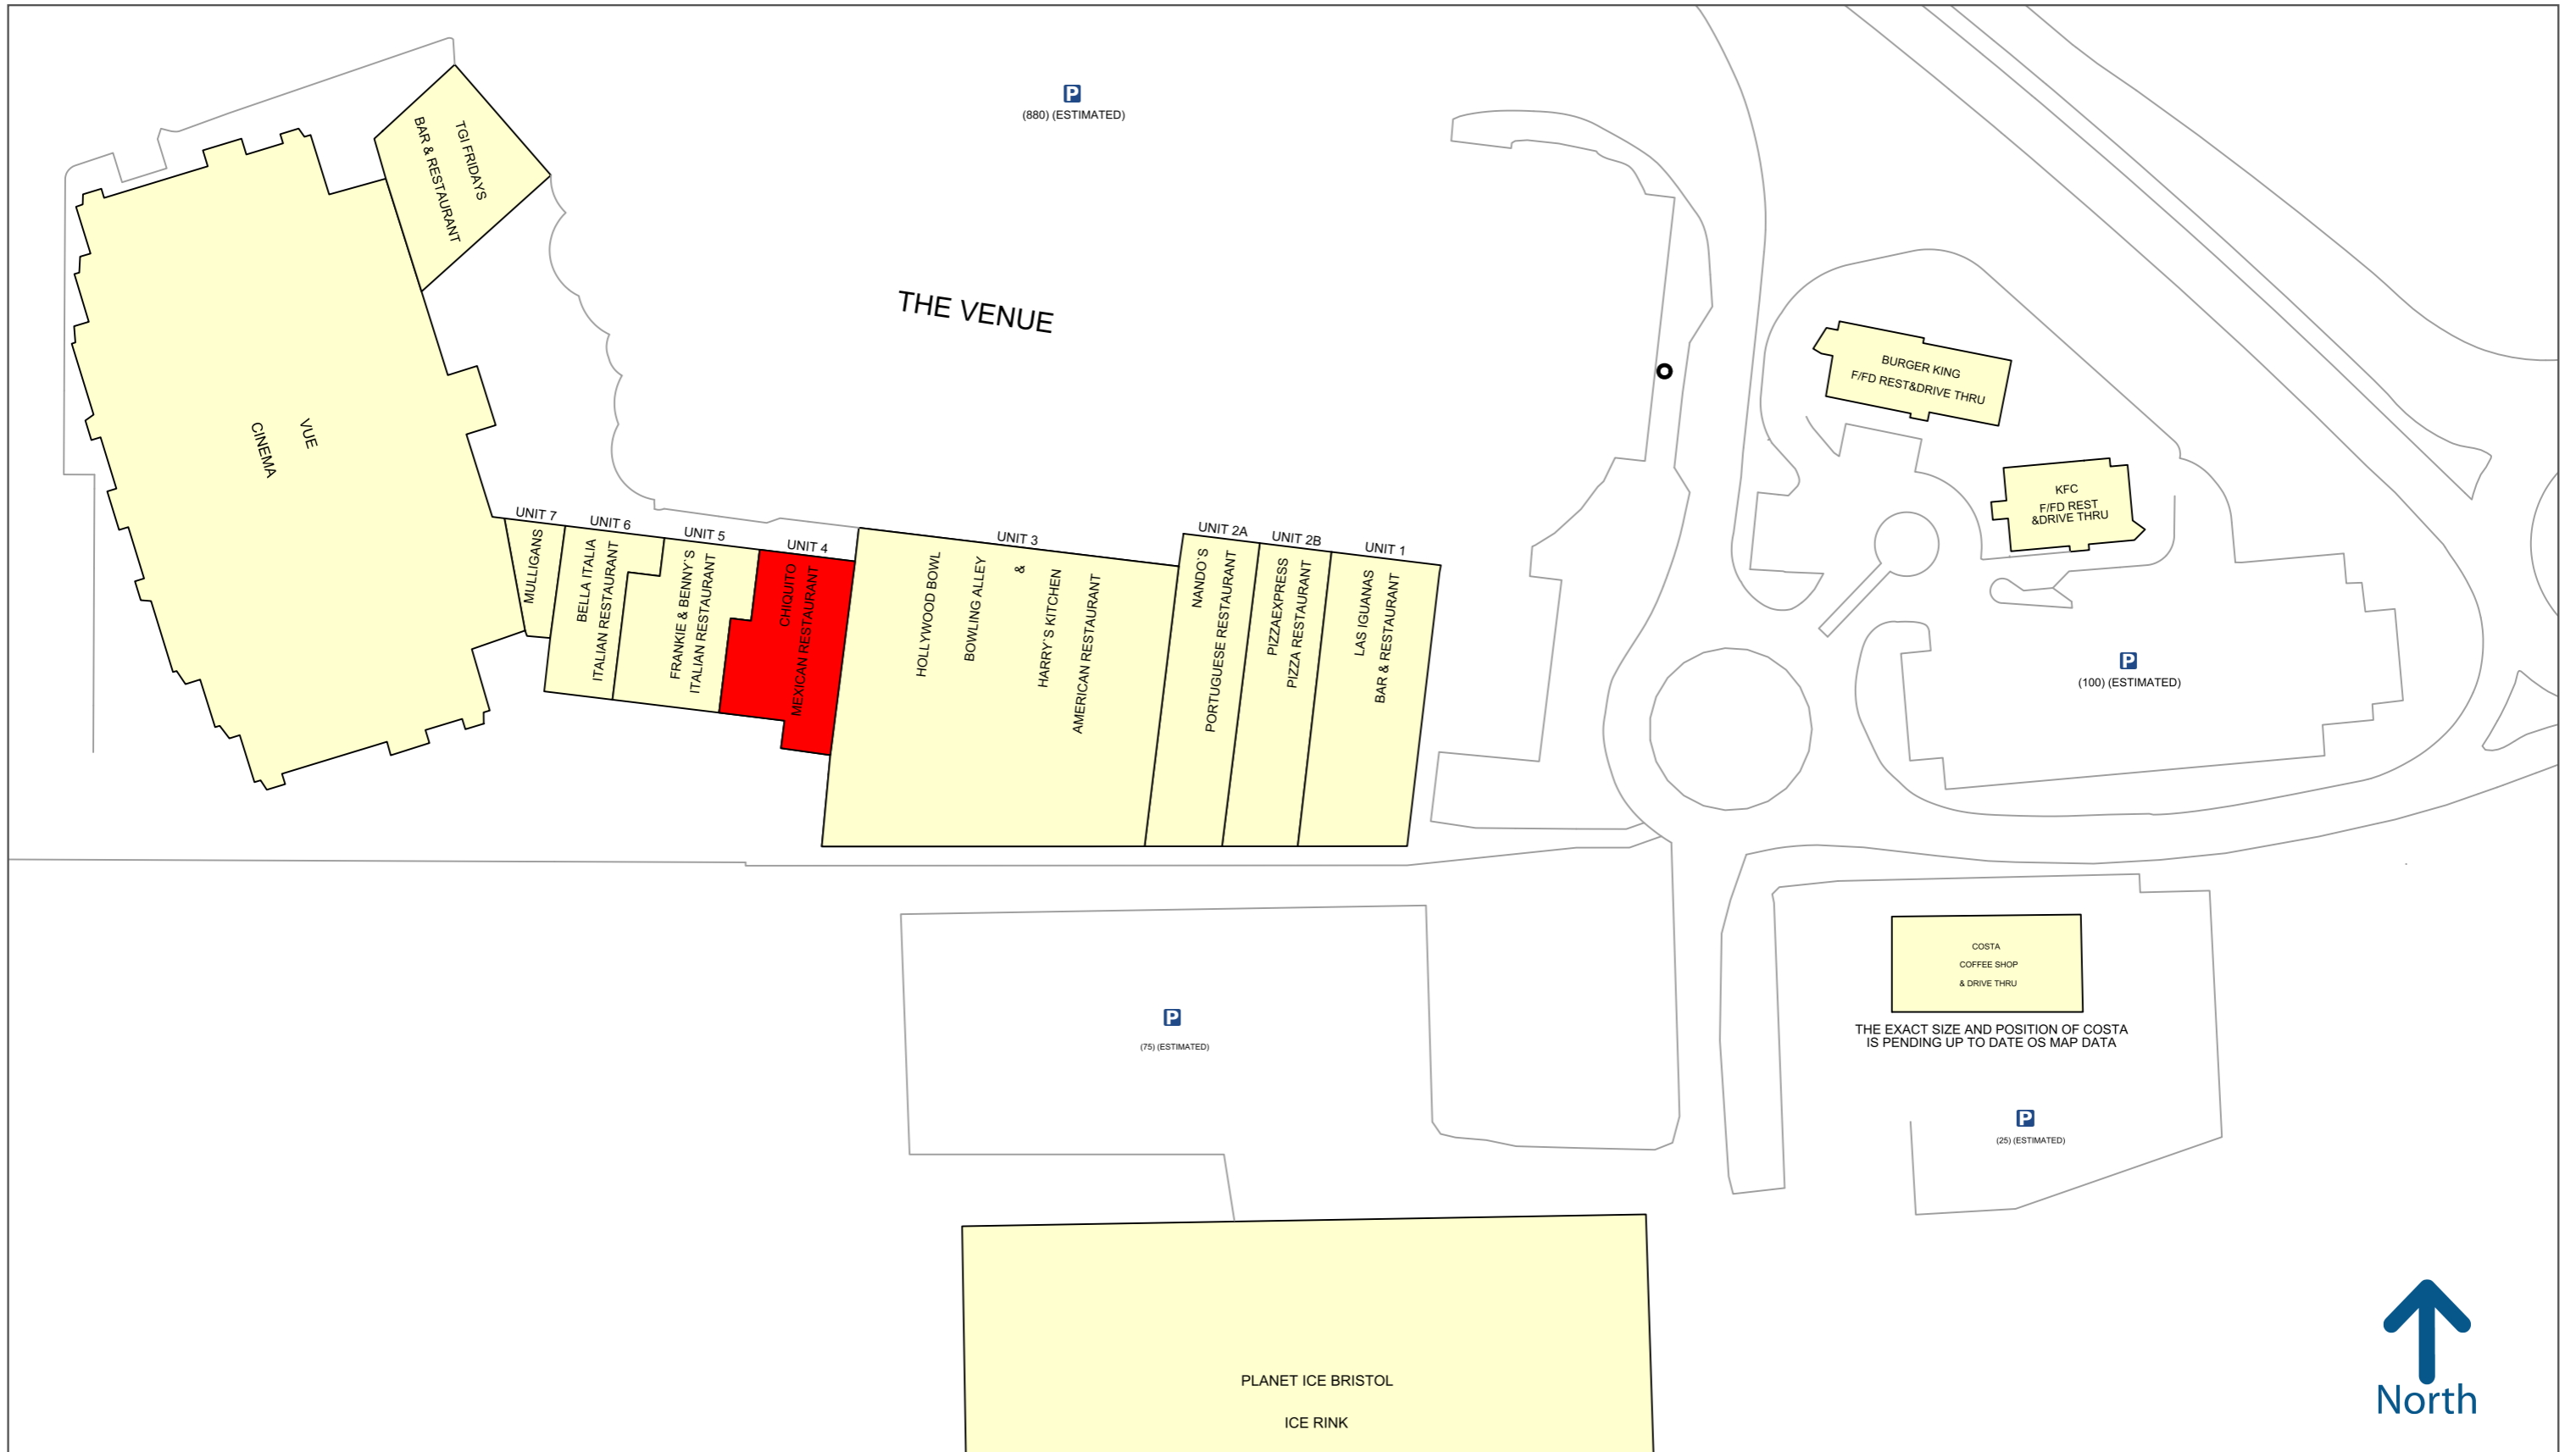 P
(880) (ESTIMATED)
TGI FRIDAYS
BAR & RESTAURANT
THE VENUE
VUE
CINEMA
BURGER KING
F/FD REST&DRIVE THRU
KFC
F/FD REST
&DRIVE THRU
UNIT 7
MULLIGANS
UNIT 6
BELLA ITALIA
ITALIAN RESTAURANT
UNIT 5
FRANKIE & BENNY`S
ITALIAN RESTAURANT
UNIT 4
CHIQUITO
MEXICAN RESTAURANT
UNIT 3
HOLLYWOOD BOWL
BOWLING ALLEY
&
HARRY`S KITCHEN
AMERICAN RESTAURANT
UNIT 2A
NANDO`S
PORTUGUESE RESTAURANT
UNIT 2B
PIZZAEXPRESS
PIZZA RESTAURANT
UNIT 1
LAS IGUANAS
BAR & RESTAURANT
P
(100) (ESTIMATED)
COSTA
COFFEE SHOP
& DRIVE THRU
THE EXACT SIZE AND POSITION OF COSTA
IS PENDING UP TO DATE OS MAP DATA
P
(75) (ESTIMATED)
P
(25) (ESTIMATED)
PLANET ICE BRISTOL
ICE RINK
North